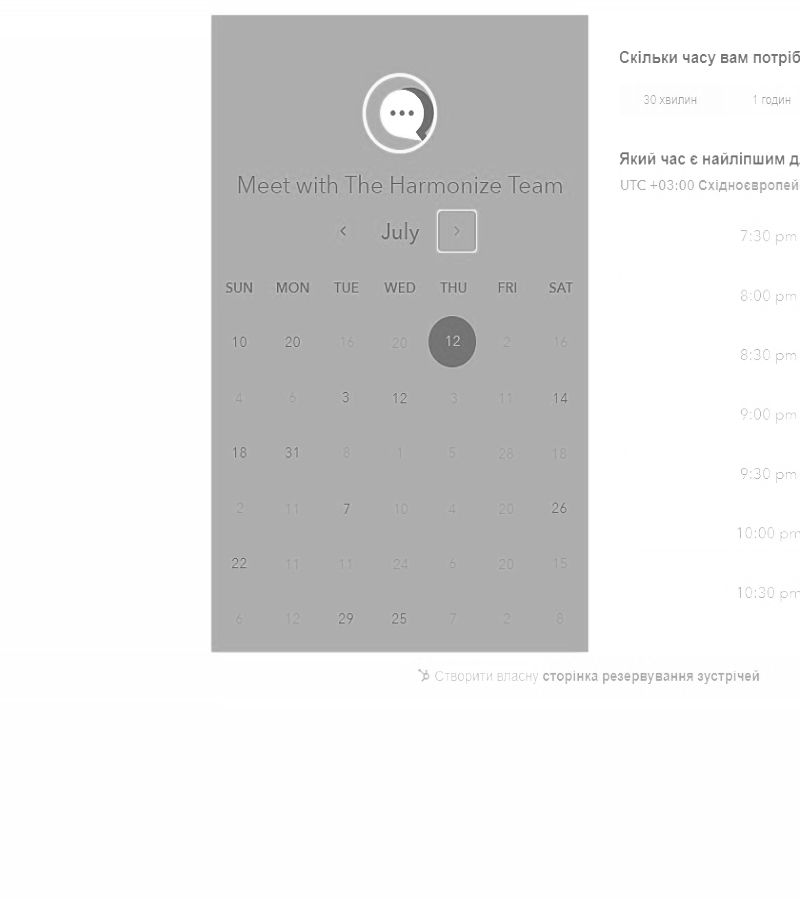 Скільки часу вам потріб
30 хвилин 1 годин
Meet with The Harmonize Team
July
SUN MON TUE WED THU FRI SAT
10 20 16 20 12 2 16
4 6 3 12 3 11 14
18 31 8 1 5 28 18
2 11 7 10 4 20 26
22 11 11 24 6 20 15
6 12 29 25 7 2 8
Який час є найліпшим д
UTC +03:00 Східноєвропей
7:30 pm
8:00 pm
8:30 pm
9:00 pm
9:30 pm
10:00 pm
10:30 pm
Створити власну сторінка резервування зустрічей